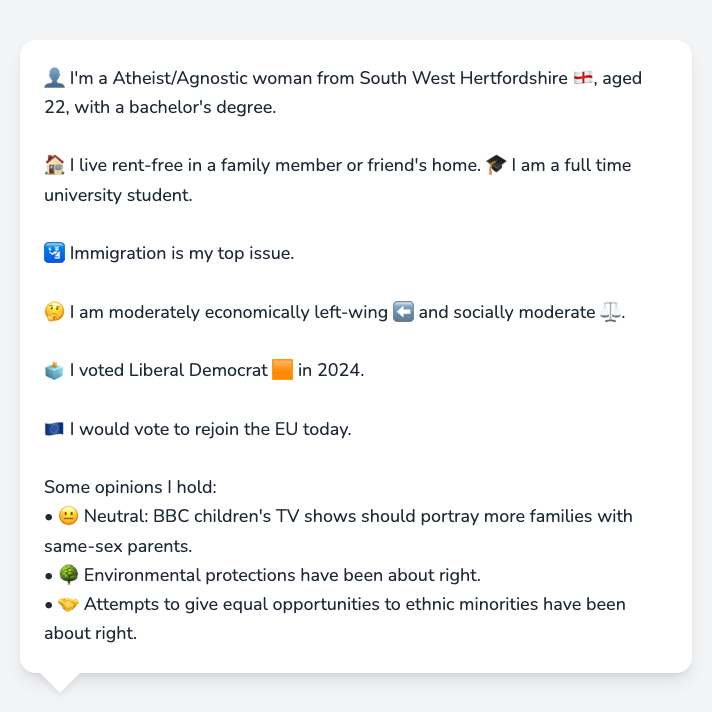 👤 I'm a Atheist/Agnostic woman from South West Hertfordshire 🏴󠁧󠁢󠁥󠁮󠁧󠁿, aged
22, with a bachelor's degree.
🏠 I live rent-free in a family member or friend's home. 🎓 I am a full time
university student.
🛂 Immigration is my top issue.
🤔 I am moderately economically left-wing ⬅️ and socially moderate ⚖️.
🗳️ I voted Liberal Democrat 🟧 in 2024.
🇪🇺 I would vote to rejoin the EU today.
Some opinions I hold:
• 😐 Neutral: BBC children's TV shows should portray more families with
same-sex parents.
• 🌳 Environmental protections have been about right.
• 🤝 Attempts to give equal opportunities to ethnic minorities have been
about right.